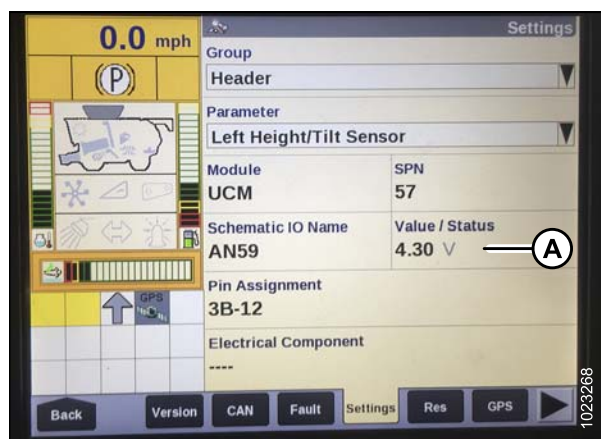 0.0 mph
(P)
GPS
Settings
Group
Header
Parameter
Left Height/Tilt Sensor
Module
UCM
SPN
57
Schematic IO Name
AN59
Value / Status
4.30 V
A
Pin Assignment
3B-12
Electrical Component
----
Back
Version
CAN
Fault
Settings
Res
GPS
1023268